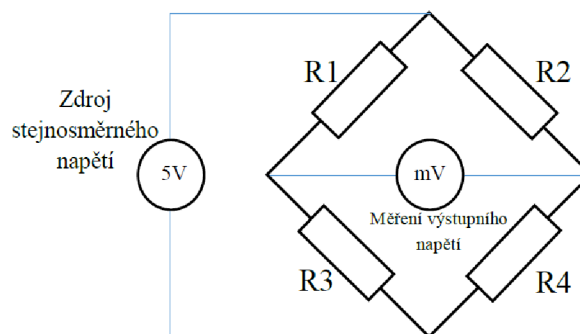 R1
R2
Zdroj
stejnosměrného
napětí
5V
mV
Měření výstupního
napětí
R3
R4